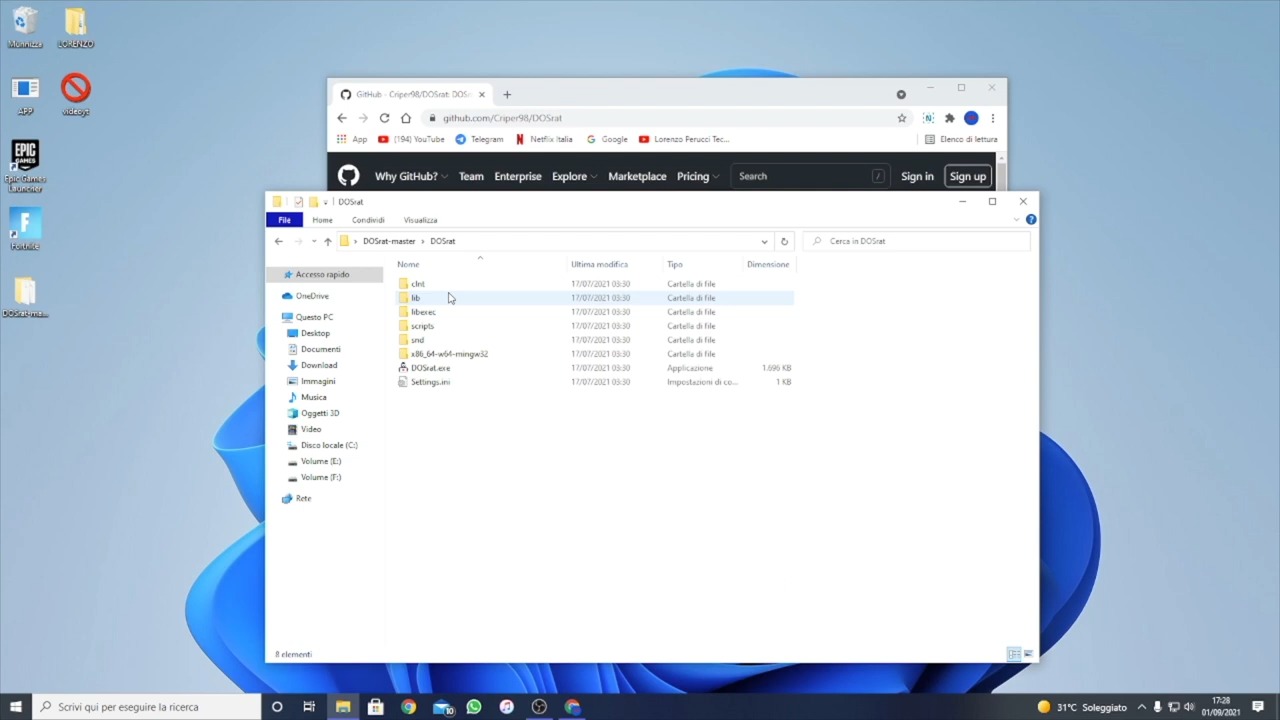 Munnizza
LORENZO
APP
videoyt
EPIC
GAMES
Epic Games
Launcher
Fortnite
DOSrat-ma...
GitHub - Criper98/DOSrat: DOSr
github.com/Criper98/DOSrat
App
(194) YouTube
Telegram
Netflix Italia
Google
Lorenzo Perucci Tec...
Elenco di lettura
Why GitHub?
Team
Enterprise
Explore
Marketplace
Pricing
Search
/
Sign in
Sign up
DOSrat
File
Home
Condividi
Visualizza
DOSrat-master
DOSrat
Cerca in DOSrat
Nome
Ultima modifica
Tipo
Dimensione
Accesso rapido
OneDrive
Questo PC
Desktop
Documenti
Download
Immagini
Musica
Oggetti 3D
Video
Disco locale (C:)
Volume (E:)
Volume (F:)
Rete
clnt 17/07/2021 03:30 Cartella di file
lib 17/07/2021 03:30 Cartella di file
libexec 17/07/2021 03:30 Cartella di file
scripts 17/07/2021 03:30 Cartella di file
snd 17/07/2021 03:30 Cartella di file
x86_64-w64-mingw32 17/07/2021 03:30 Cartella di file
DOSrat.exe 17/07/2021 03:30 Applicazione 1.696 KB
Settings.ini 17/07/2021 03:30 Impostazioni di co... 1 KB
8 elementi
Scrivi qui per eseguire la ricerca
10
31°C Soleggiato
17:28
01/09/2021